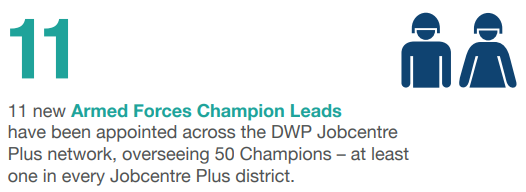 11
11 new Armed Forces Champion Leads
have been appointed across the DWP Jobcentre
Plus network, overseeing 50 Champions – at least
one in every Jobcentre Plus district.